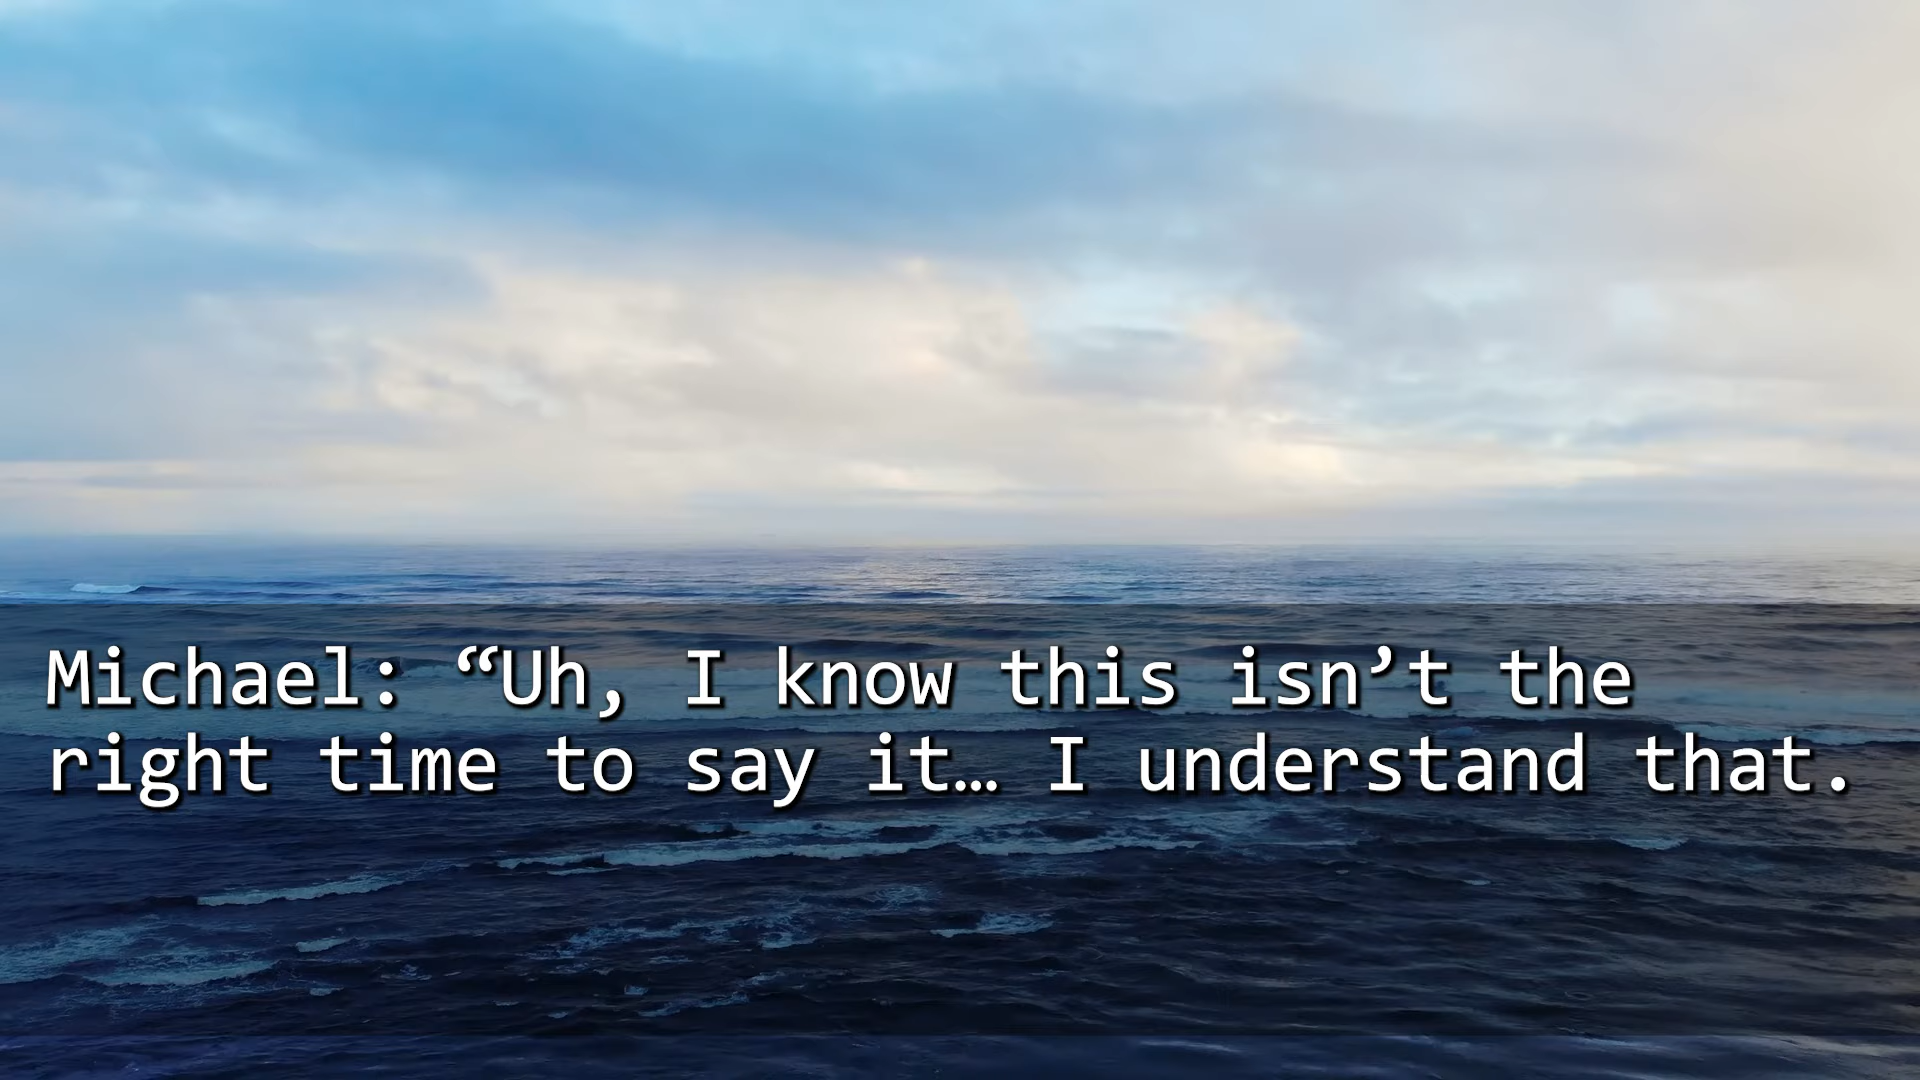 Michael: “Uh, I know this isn’t the
right time to say it… I understand that.